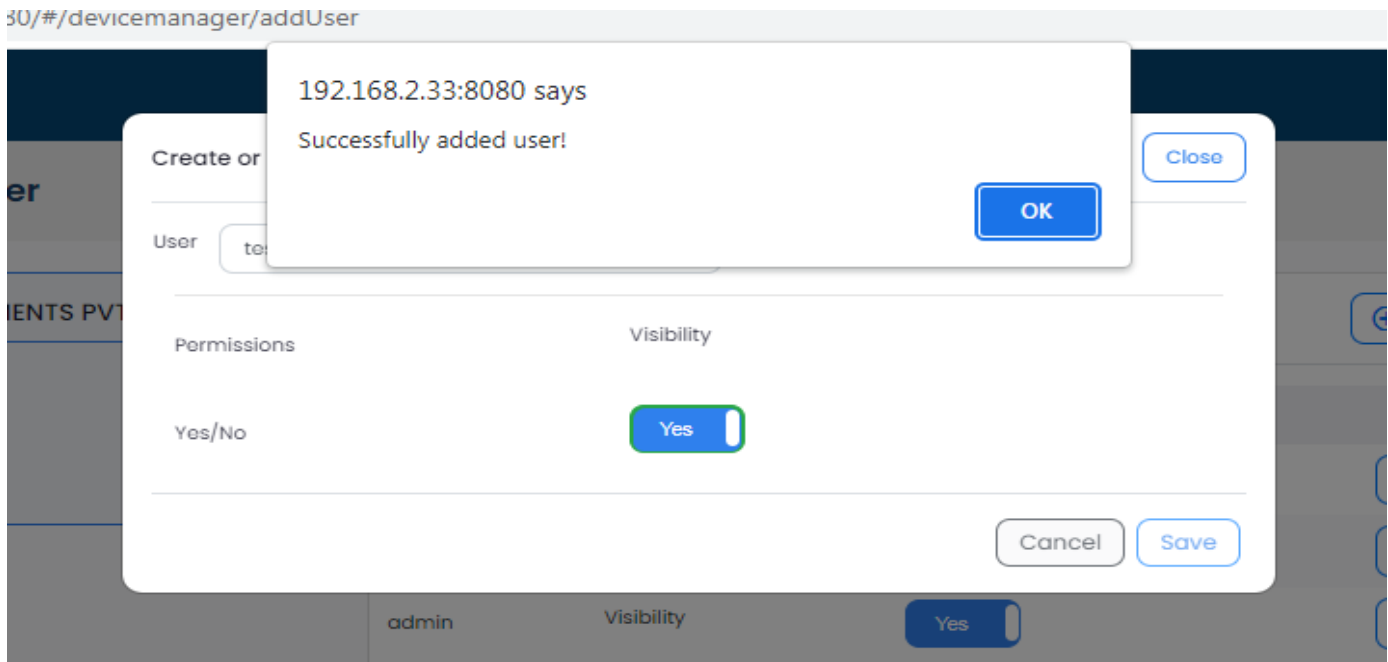 30/#/devicemanager/addUser
192.168.2.33:8080 says
Successfully added user!
OK
Create or
Close
er
User
tes
IENTS PVT
Permissions
Visibility
Yes/No
Yes
Cancel
Save
admin
Visibility
Yes